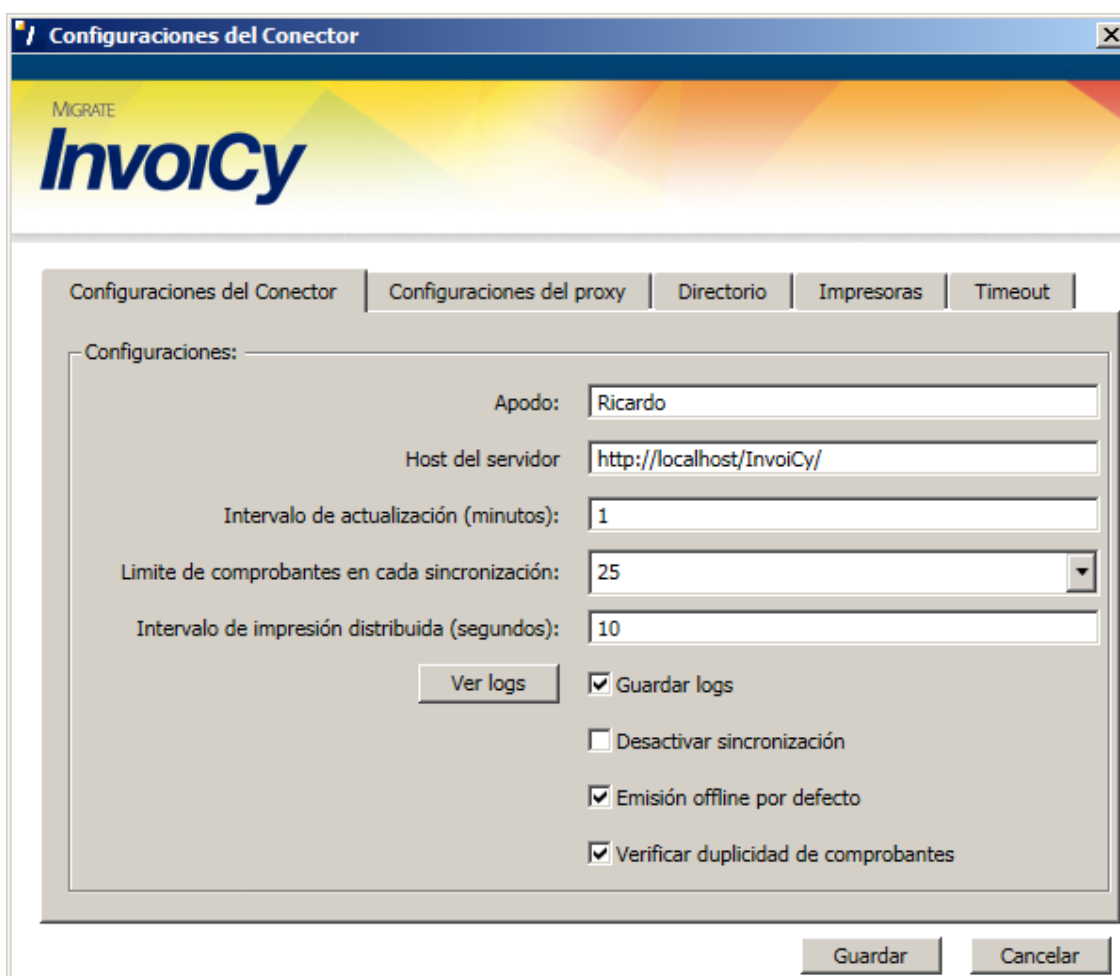 Configuraciones del Conector
MIGRATE
InvoiCy
Configuraciones del Conector Configuraciones del proxy Directorio Impresoras Timeout
Configuraciones:
Apodo: Ricardo
Host del servidor http://localhost/InvoiCy/
Intervalo de actualización (minutos): 1
Limite de comprobantes en cada sincronización: 25
Intervalo de impresión distribuida (segundos): 10
Ver logs Guardar logs
Desactivar sincronización
Emisión offline por defecto
Verificar duplicidad de comprobantes
Guardar Cancelar